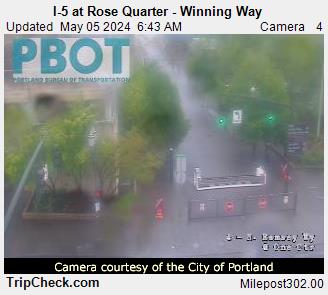 I-5 at Rose Quarter - Winning Way
Updated May 05 2024 6:43 AM Camera 4
PBOT
PORTLAND BUREAU OF TRANSPORTATION
Camera courtesy of the City of Portland
TripCheck.com Milepost302.00